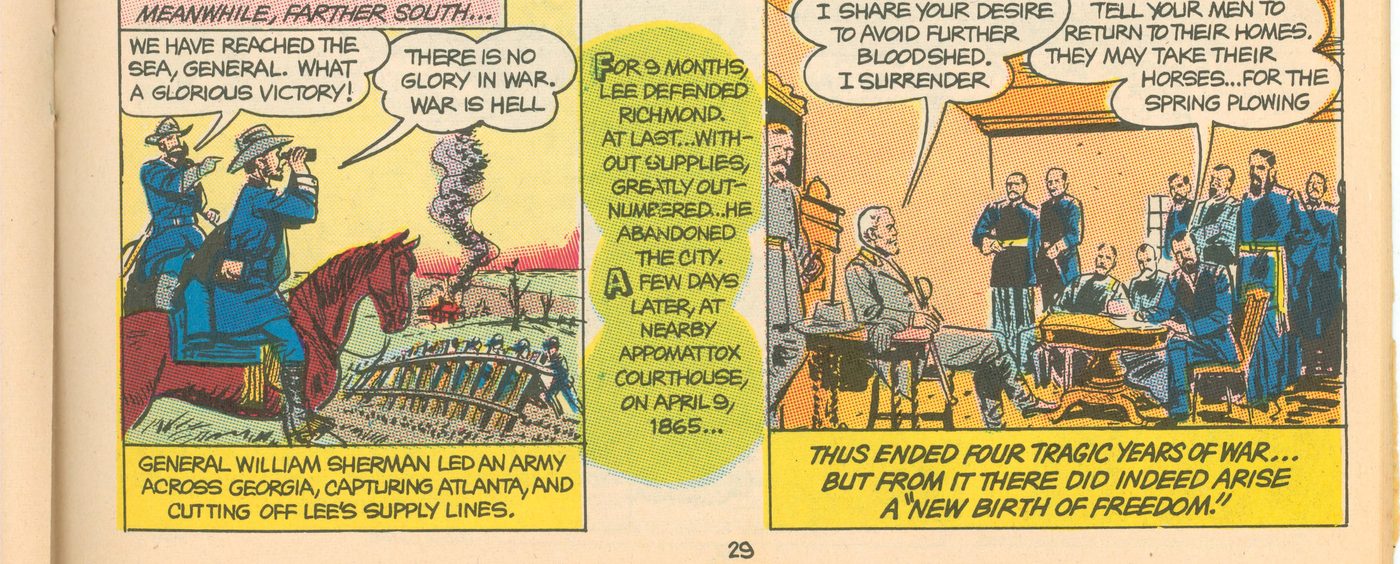 MEANWHILE, FARTHER SOUTH...
WE HAVE REACHED THE
SEA, GENERAL. WHAT
A GLORIOUS VICTORY!
THERE IS NO
GLORY IN WAR.
WAR IS HELL
GENERAL WILLIAM SHERMAN LED AN ARMY
ACROSS GEORGIA, CAPTURING ATLANTA, AND
CUTTING OFF LEE'S SUPPLY LINES.
FOR 9 MONTHS,
LEE DEFENDED
RICHMOND.
AT LAST...WITH-
OUT SUPPLIES,
GREATLY OUT-
NUMBERED...HE
ABANDONED
THE CITY.
A FEW DAYS
LATER, AT
NEARBY
APPOMATTOX
COURTHOUSE,
ON APRIL 9,
1865...
I SHARE YOUR DESIRE
TO AVOID FURTHER
BLOODSHED.
I SURRENDER
TELL YOUR MEN TO
RETURN TO THEIR HOMES.
THEY MAY TAKE THEIR
HORSES...FOR THE
SPRING PLOWING
THUS ENDED FOUR TRAGIC YEARS OF WAR...
BUT FROM IT THERE DID INDEED ARISE
A "NEW BIRTH OF FREEDOM."
29